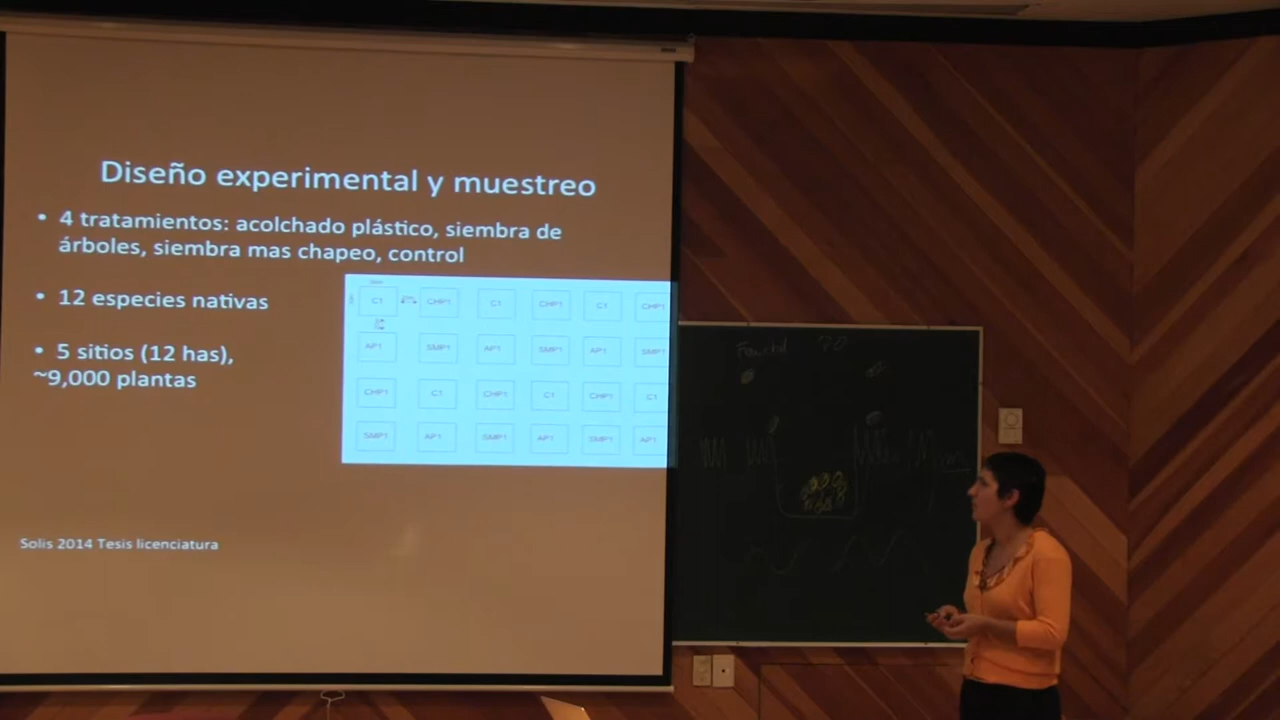 Diseño experimental y muestreo
• 4 tratamientos: acolchado plástico, siembra de
árboles, siembra mas chapeo, control
• 12 especies nativas
• 5 sitios (12 has),
~9,000 plantas
C1 CHP1 C1 CHP1 C1 CHP1
AP1 SMP1 AP1 SMP1 AP1 SMP1
CHP1 C1 CHP1 C1 CHP1 C1
SMP1 AP1 SMP1 AP1 SMP1 AP1
Solis 2014 Tesis licenciatura